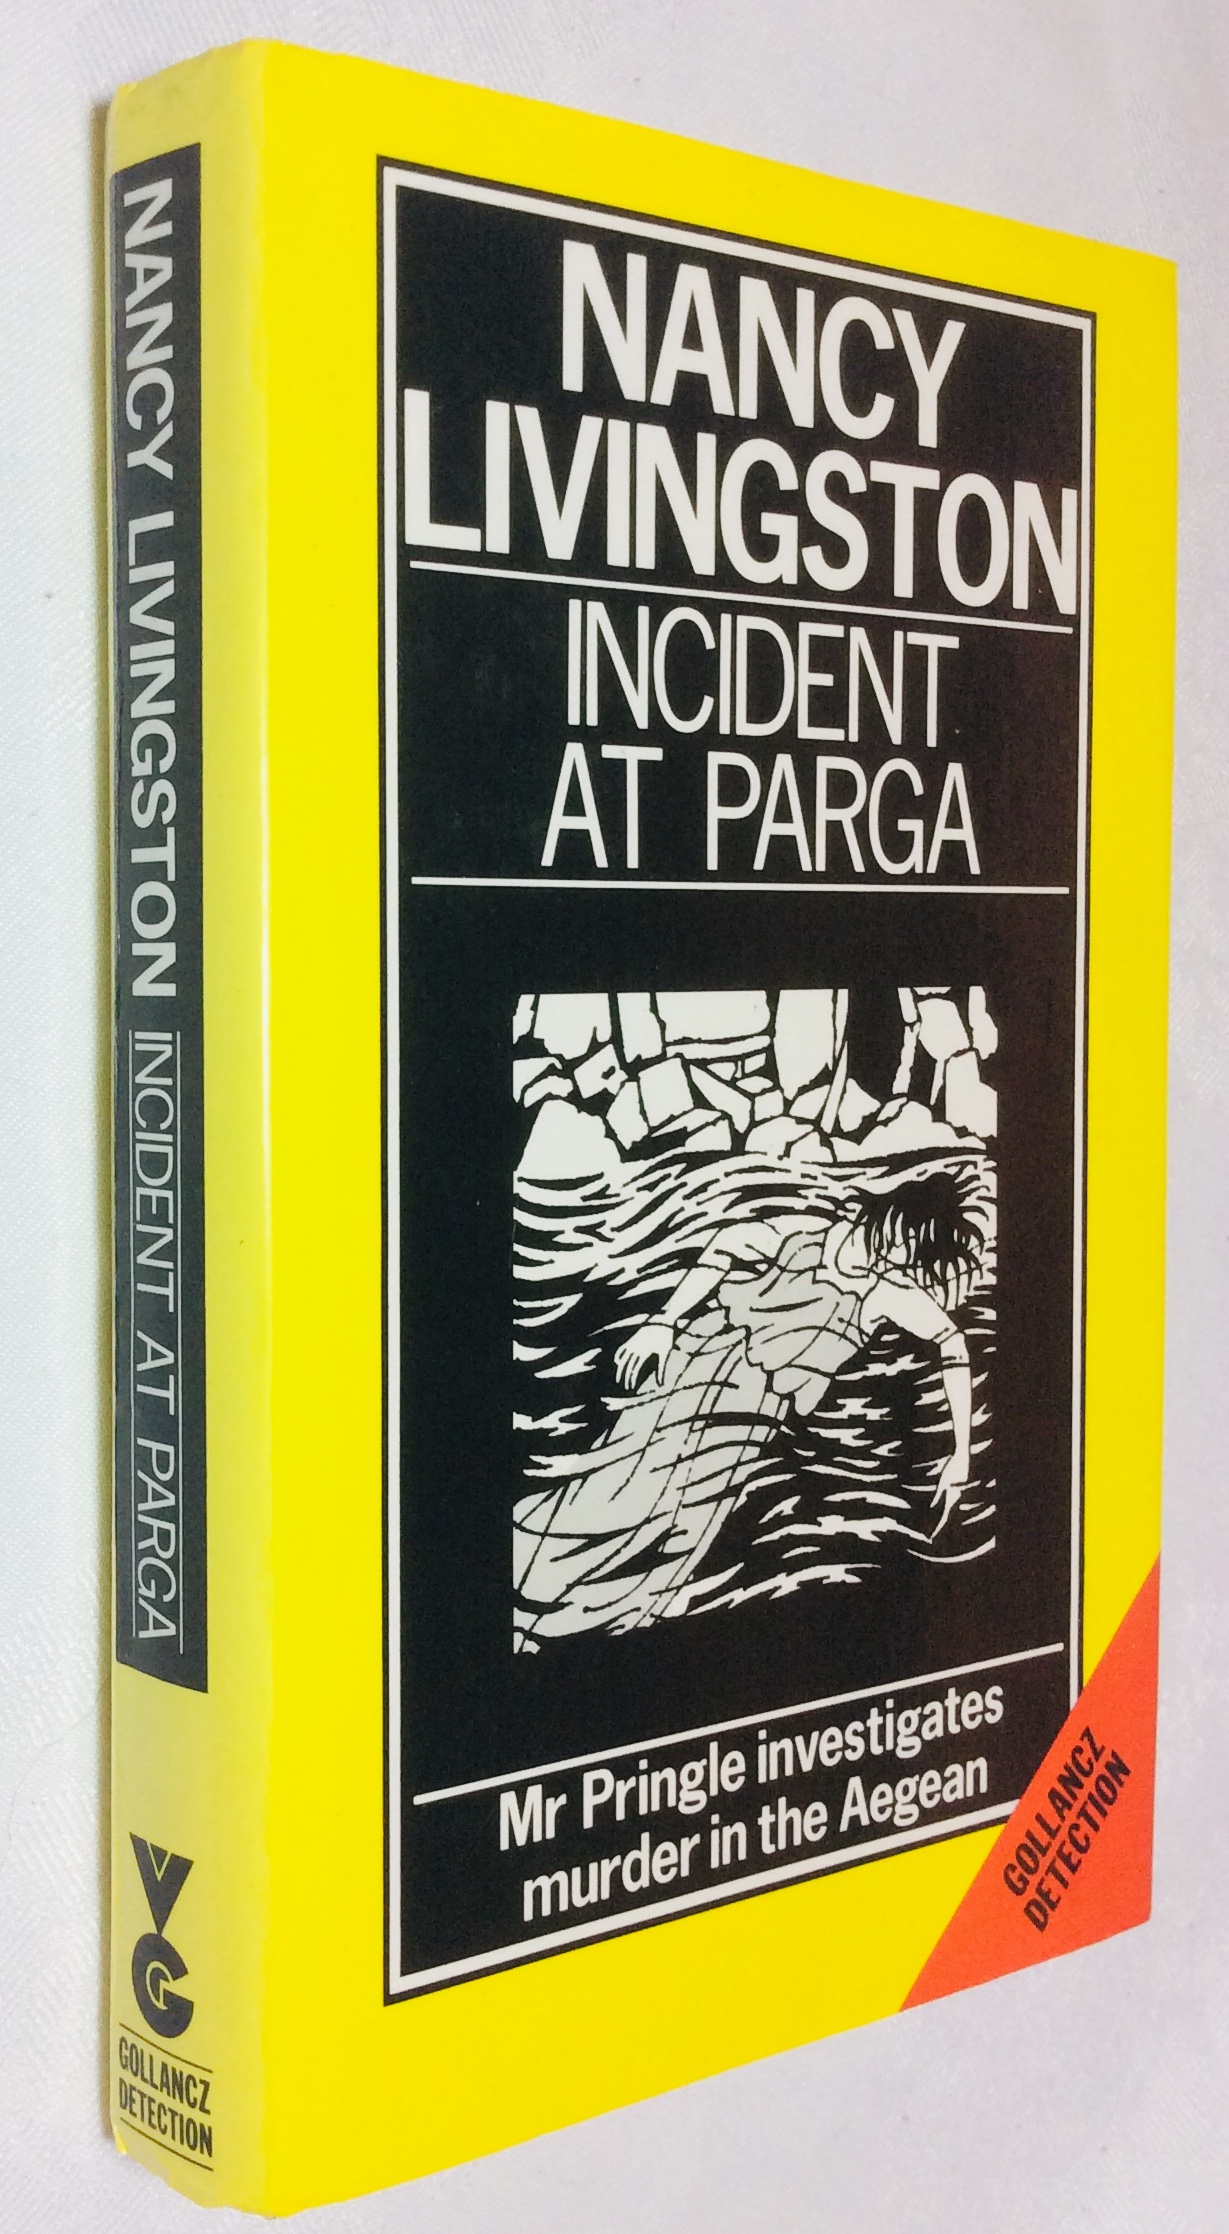 NANCY LIVINGSTON INCIDENT AT PARGA
VG
GOLLANCZ
DETECTION
NANCY
LIVINGSTON
INCIDENT
AT PARGA
Mr Pringle investigates
murder in the Aegean
GOLLANCZ
DETECTION